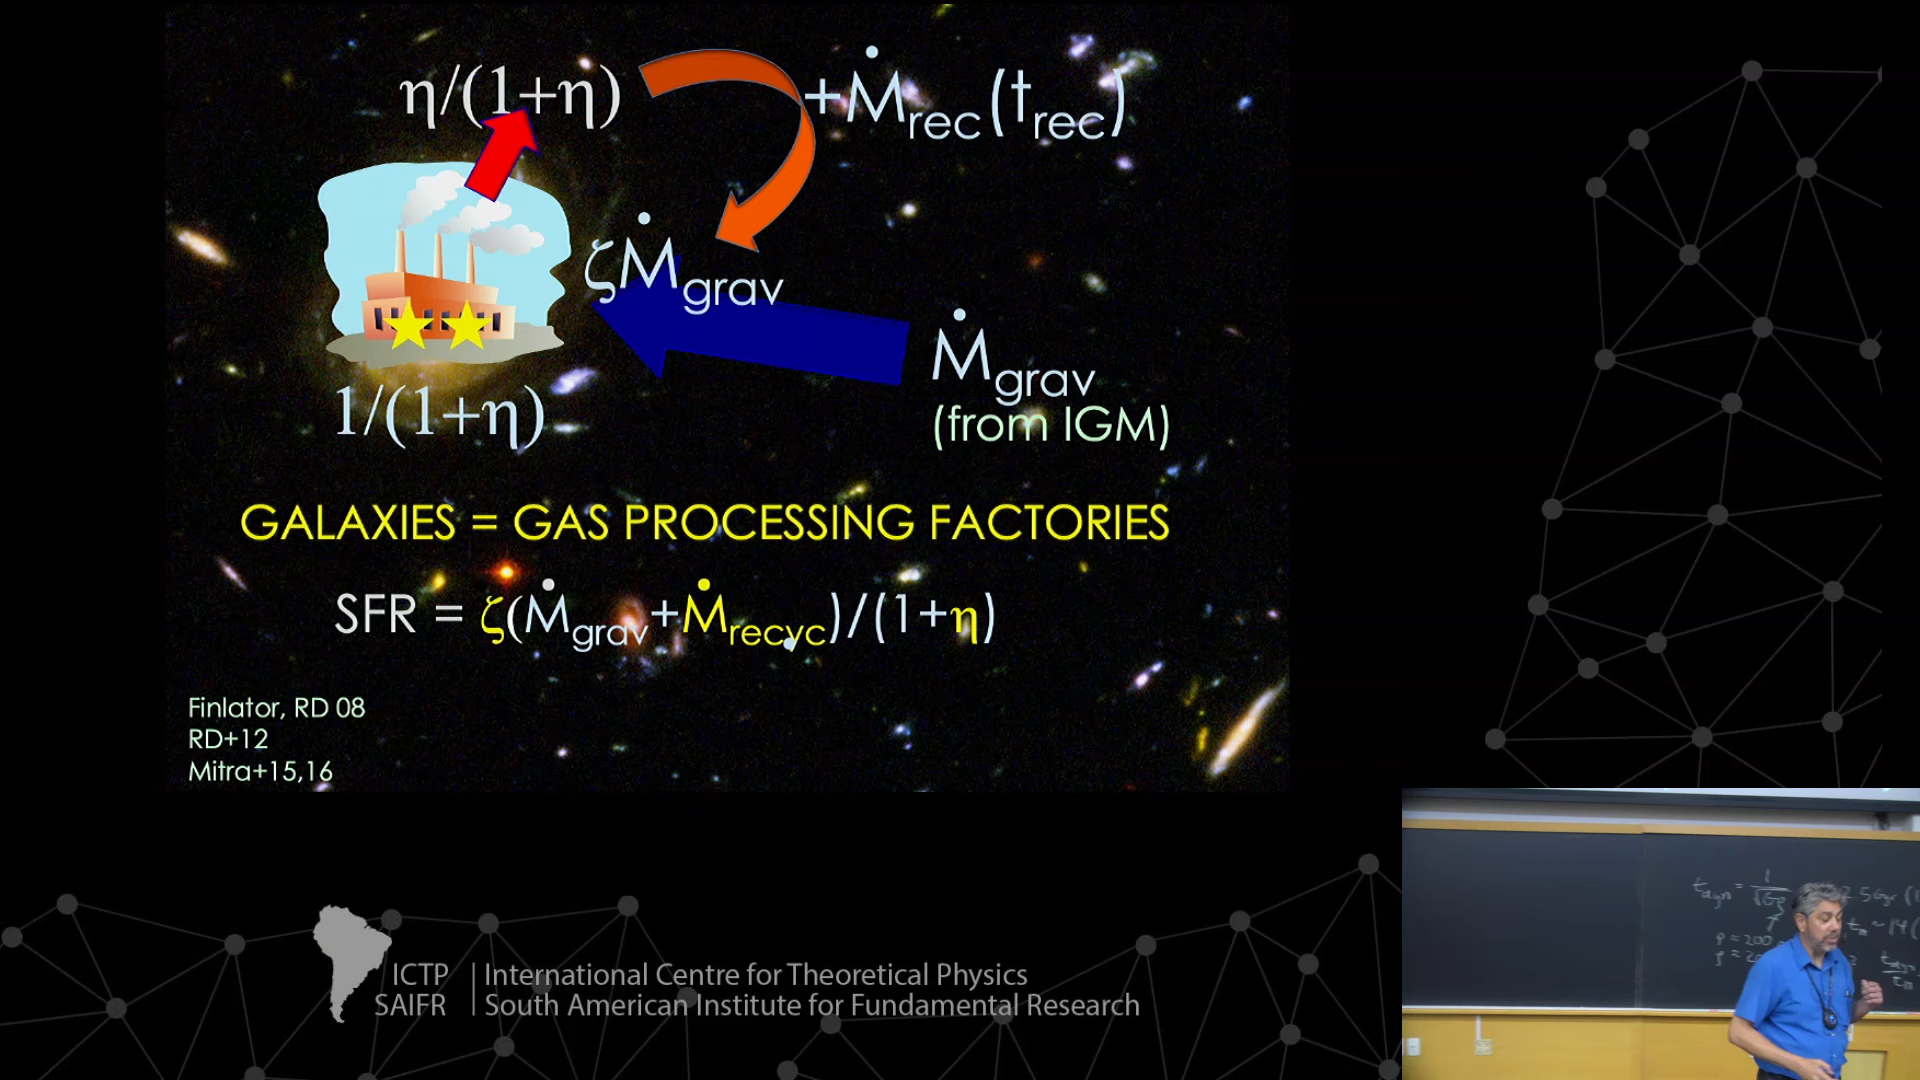 η/(1+η)
+Ṁrec(trec)
ζṀgrav
Ṁgrav
(from IGM)
1/(1+η)
GALAXIES = GAS PROCESSING FACTORIES
SFR = ζ(Ṁgrav+Ṁrecyc)/(1+η)
Finlator, RD 08
RD+12
Mitra+15,16
ICTP
SAIFR
International Centre for Theoretical Physics
South American Institute for Fundamental Research